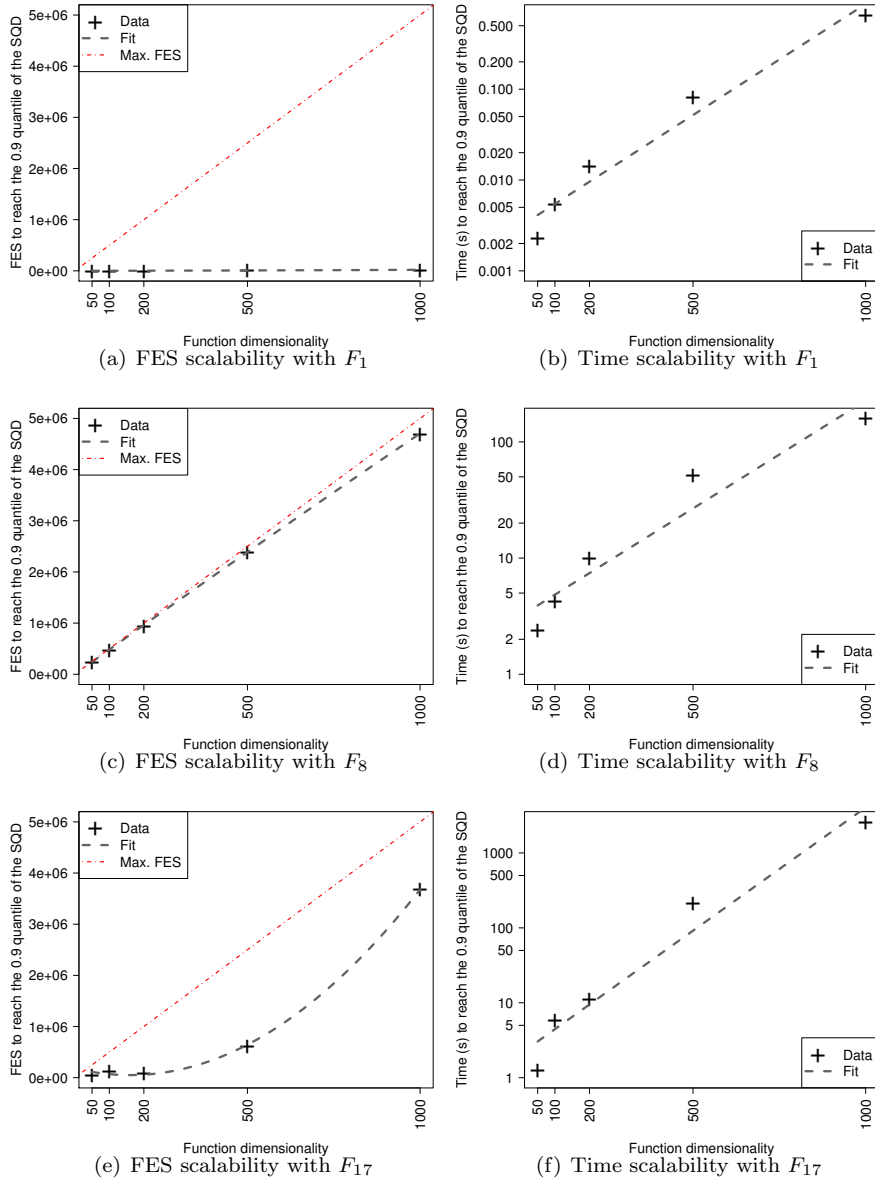 FES to reach the 0.9 quantile of the SQD
5e+06
4e+06
3e+06
2e+06
1e+06
0e+00
Data
Fit
Max. FES
50
100
200
500
1000
Function dimensionality
(a) FES scalability with F1
Time (s) to reach the 0.9 quantile of the SQD
0.500
0.100
0.050
0.020
0.010
0.005
0.002
0.001
Data
Fit
50
100
200
500
1000
Function dimensionality
(b) Time scalability with F1
FES to reach the 0.9 quantile of the SQD
5e+06
4e+06
3e+06
2e+06
1e+06
0e+00
Data
Fit
Max. FES
50
100
200
500
1000
Function dimensionality
(c) FES scalability with F8
Time (s) to reach the 0.9 quantile of the SQD
100
50
20
10
5
2
1
Data
Fit
50
100
200
500
1000
Function dimensionality
(d) Time scalability with F8
FES to reach the 0.9 quantile of the SQD
5e+06
4e+06
3e+06
2e+06
1e+06
0e+00
Data
Fit
Max. FES
50
100
200
500
1000
Function dimensionality
(e) FES scalability with F17
Time (s) to reach the 0.9 quantile of the SQD
1000
500
100
50
10
5
1
Data
Fit
50
100
200
500
1000
Function dimensionality
(f) Time scalability with F17